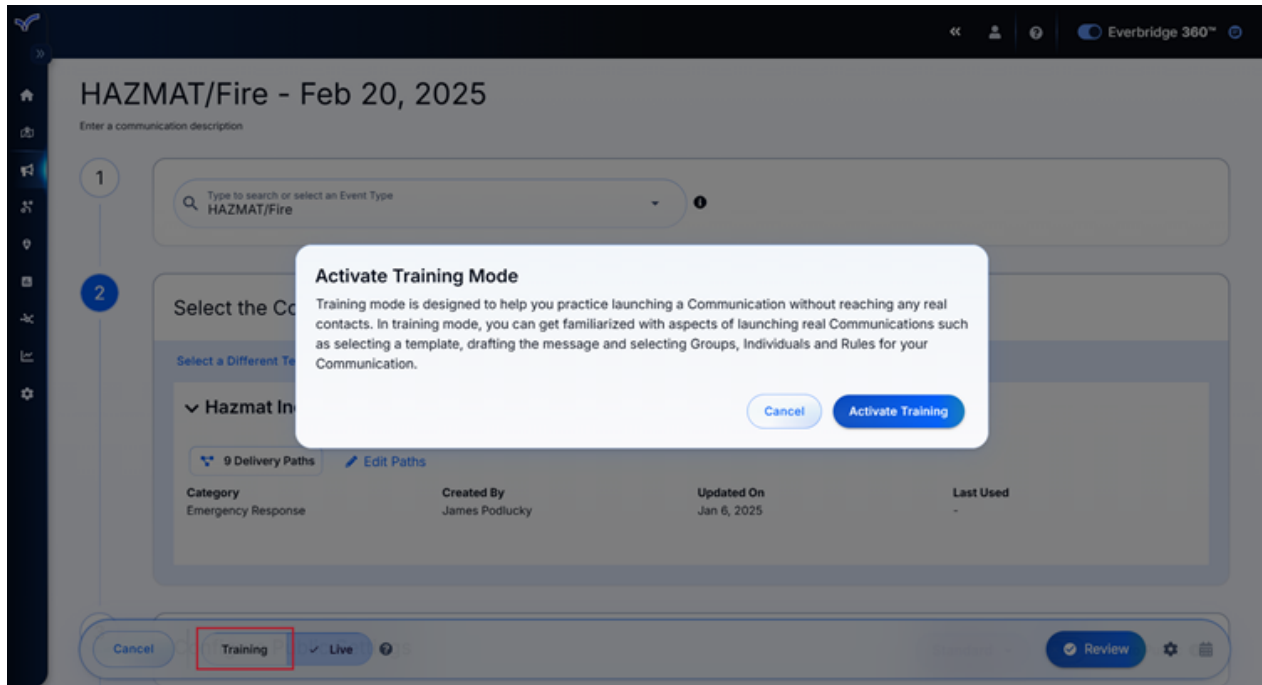 Everbridge 360™
HAZMAT/Fire - Feb 20, 2025
Enter a communication description
1
Type to search or select an Event Type
HAZMAT/Fire
Activate Training Mode
Training mode is designed to help you practice launching a Communication without reaching any real
contacts. In training mode, you can get familiarized with aspects of launching real Communications such
as selecting a template, drafting the message and selecting Groups, Individuals and Rules for your
Communication.
Cancel Activate Training
2
Select the Co
Select a Different Te
Hazmat In
9 Delivery Paths Edit Paths
Category Created By Updated On Last Used
Emergency Response James Podlucky Jan 6, 2025 -
Cancel Training Live Review